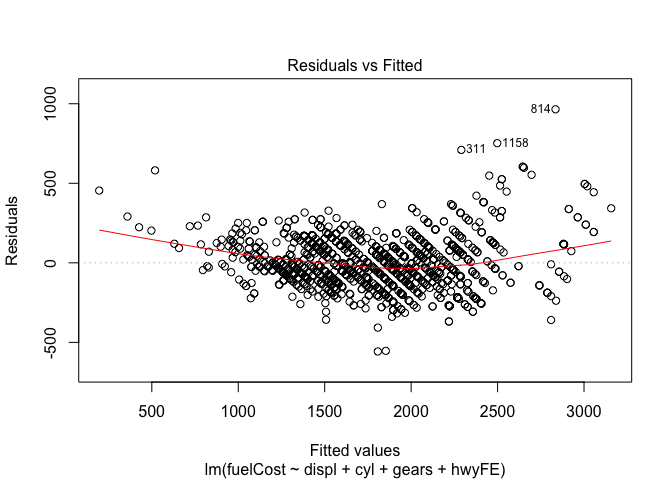 Residuals vs Fitted
Residuals
1000
500
0
-500
814
311
1158
500 1000 1500 2000 2500 3000
Fitted values
lm(fuelCost ~ displ + cyl + gears + hwyFE)